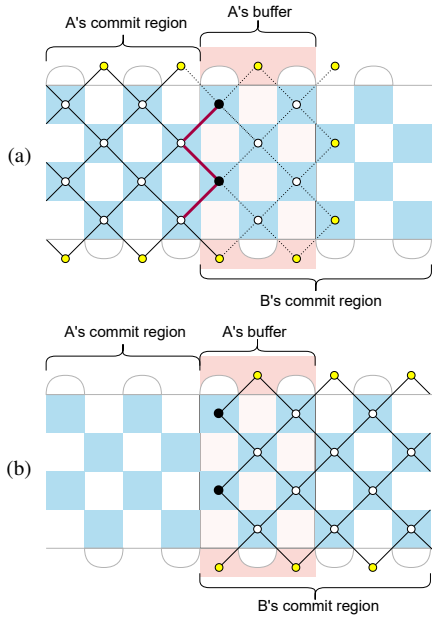 A's commit region
A's buffer
(a)
B's commit region
A's commit region
A's buffer
(b)
B's commit region